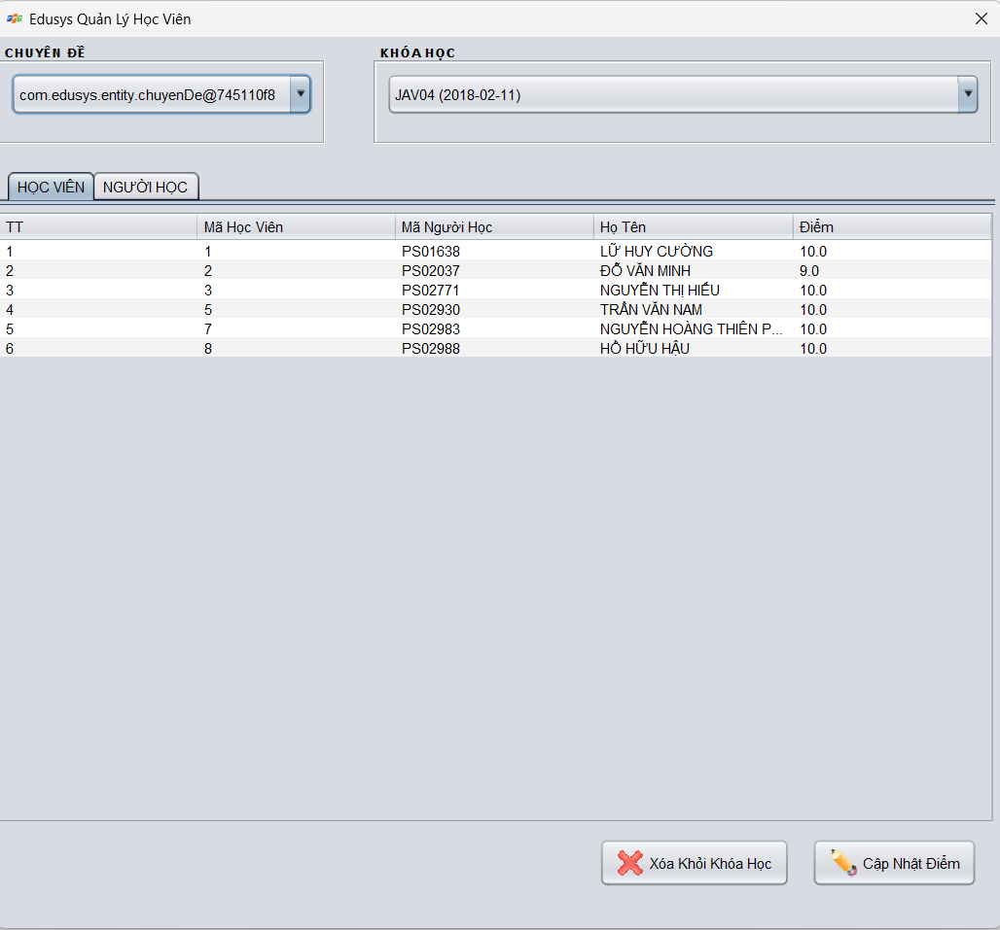 Edusys Quản Lý Học Viên
CHUYÊN ĐỀ KHÓA HỌC
com.edusys.entity.chuyenDe@745110f8 JAV04 (2018-02-11)
HỌC VIÊN NGƯỜI HỌC
TT Mã Học Viên Mã Người Học Họ Tên Điểm
1 1 PS01638 LỮ HUY CƯỜNG 10.0
2 2 PS02037 ĐỖ VĂN MINH 9.0
3 3 PS02771 NGUYỄN THỊ HIẾU 10.0
4 5 PS02930 TRẦN VĂN NAM 10.0
5 7 PS02983 NGUYỄN HOÀNG THIÊN P... 10.0
6 8 PS02988 HỒ HỮU HẬU 10.0
Xóa Khỏi Khóa Học Cập Nhật Điểm